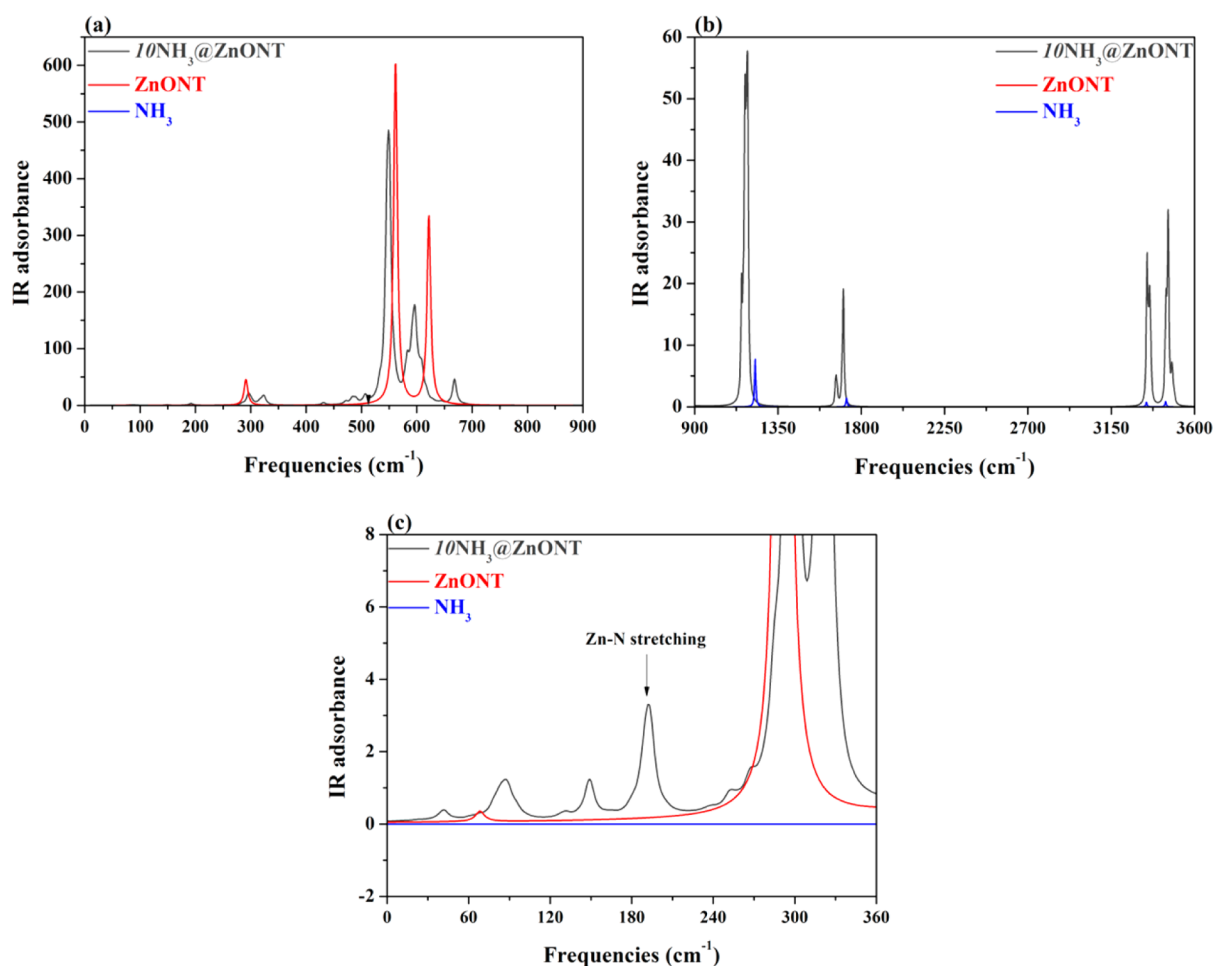 (a)
10NH₃@ZnONT
ZnONT
NH₃
IR adsorbance
600
500
400
300
200
100
0
0 100 200 300 400 500 600 700 800 900
Frequencies (cm⁻¹)
(b)
10NH₃@ZnONT
ZnONT
NH₃
IR adsorbance
60
50
40
30
20
10
0
900 1350 1800 2250 2700 3150 3600
Frequencies (cm⁻¹)
(c)
10NH₃@ZnONT
ZnONT
NH₃
Zn-N stretching
IR adsorbance
8
6
4
2
0
-2
0 60 120 180 240 300 360
Frequencies (cm⁻¹)